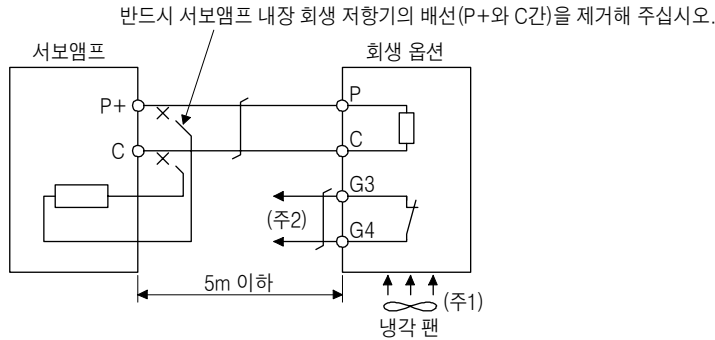 반드시 서보앰프 내장 회생 저항기의 배선(P+와 C간)을 제거해 주십시오.
서보앰프
회생 옵션
P+
P
C
C
G3
(주2)
G4
5m 이하
(주1)
냉각 팬